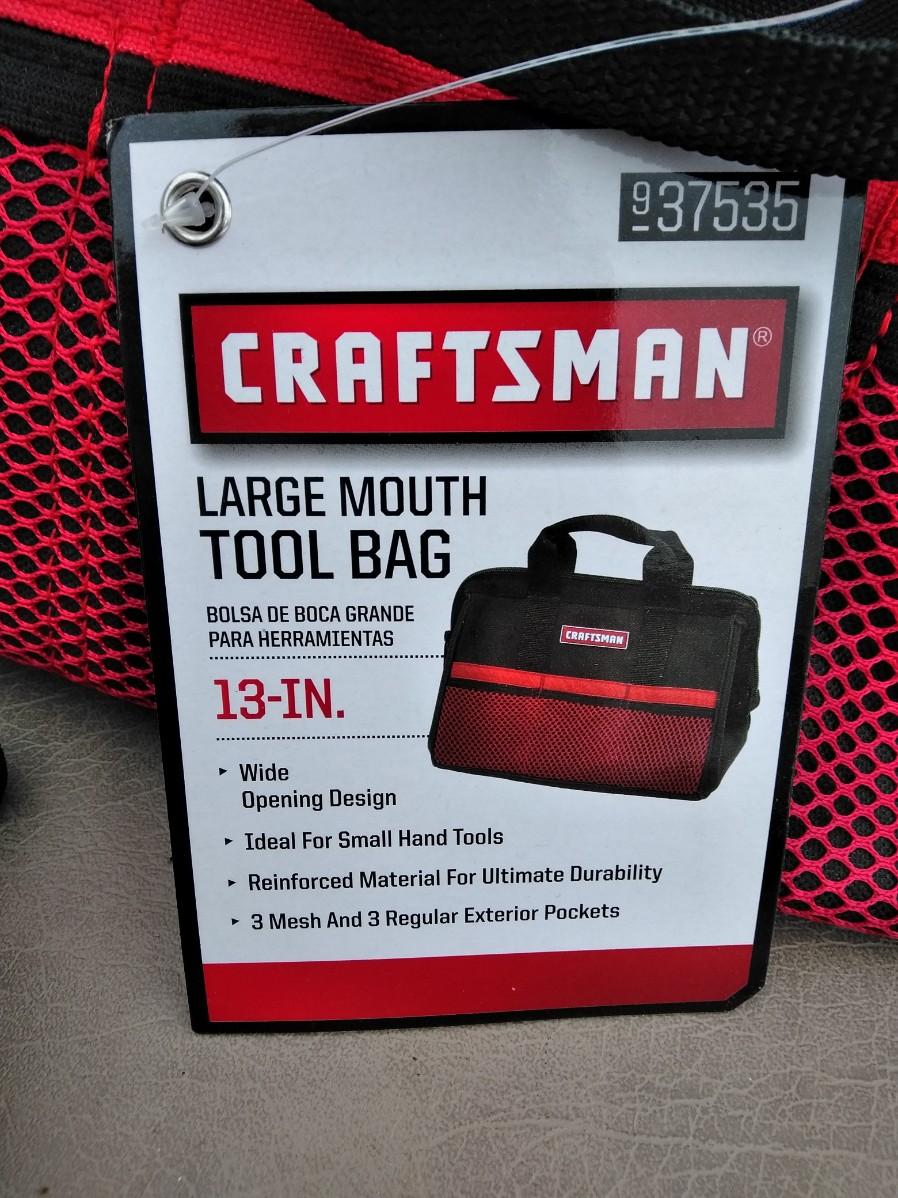 937535
CRAFTSMAN®
LARGE MOUTH
TOOL BAG
BOLSA DE BOCA GRANDE
PARA HERRAMIENTAS
13-IN.
CRAFTSMAN
▸ Wide
Opening Design
▸ Ideal For Small Hand Tools
▸ Reinforced Material For Ultimate Durability
▸ 3 Mesh And 3 Regular Exterior Pockets